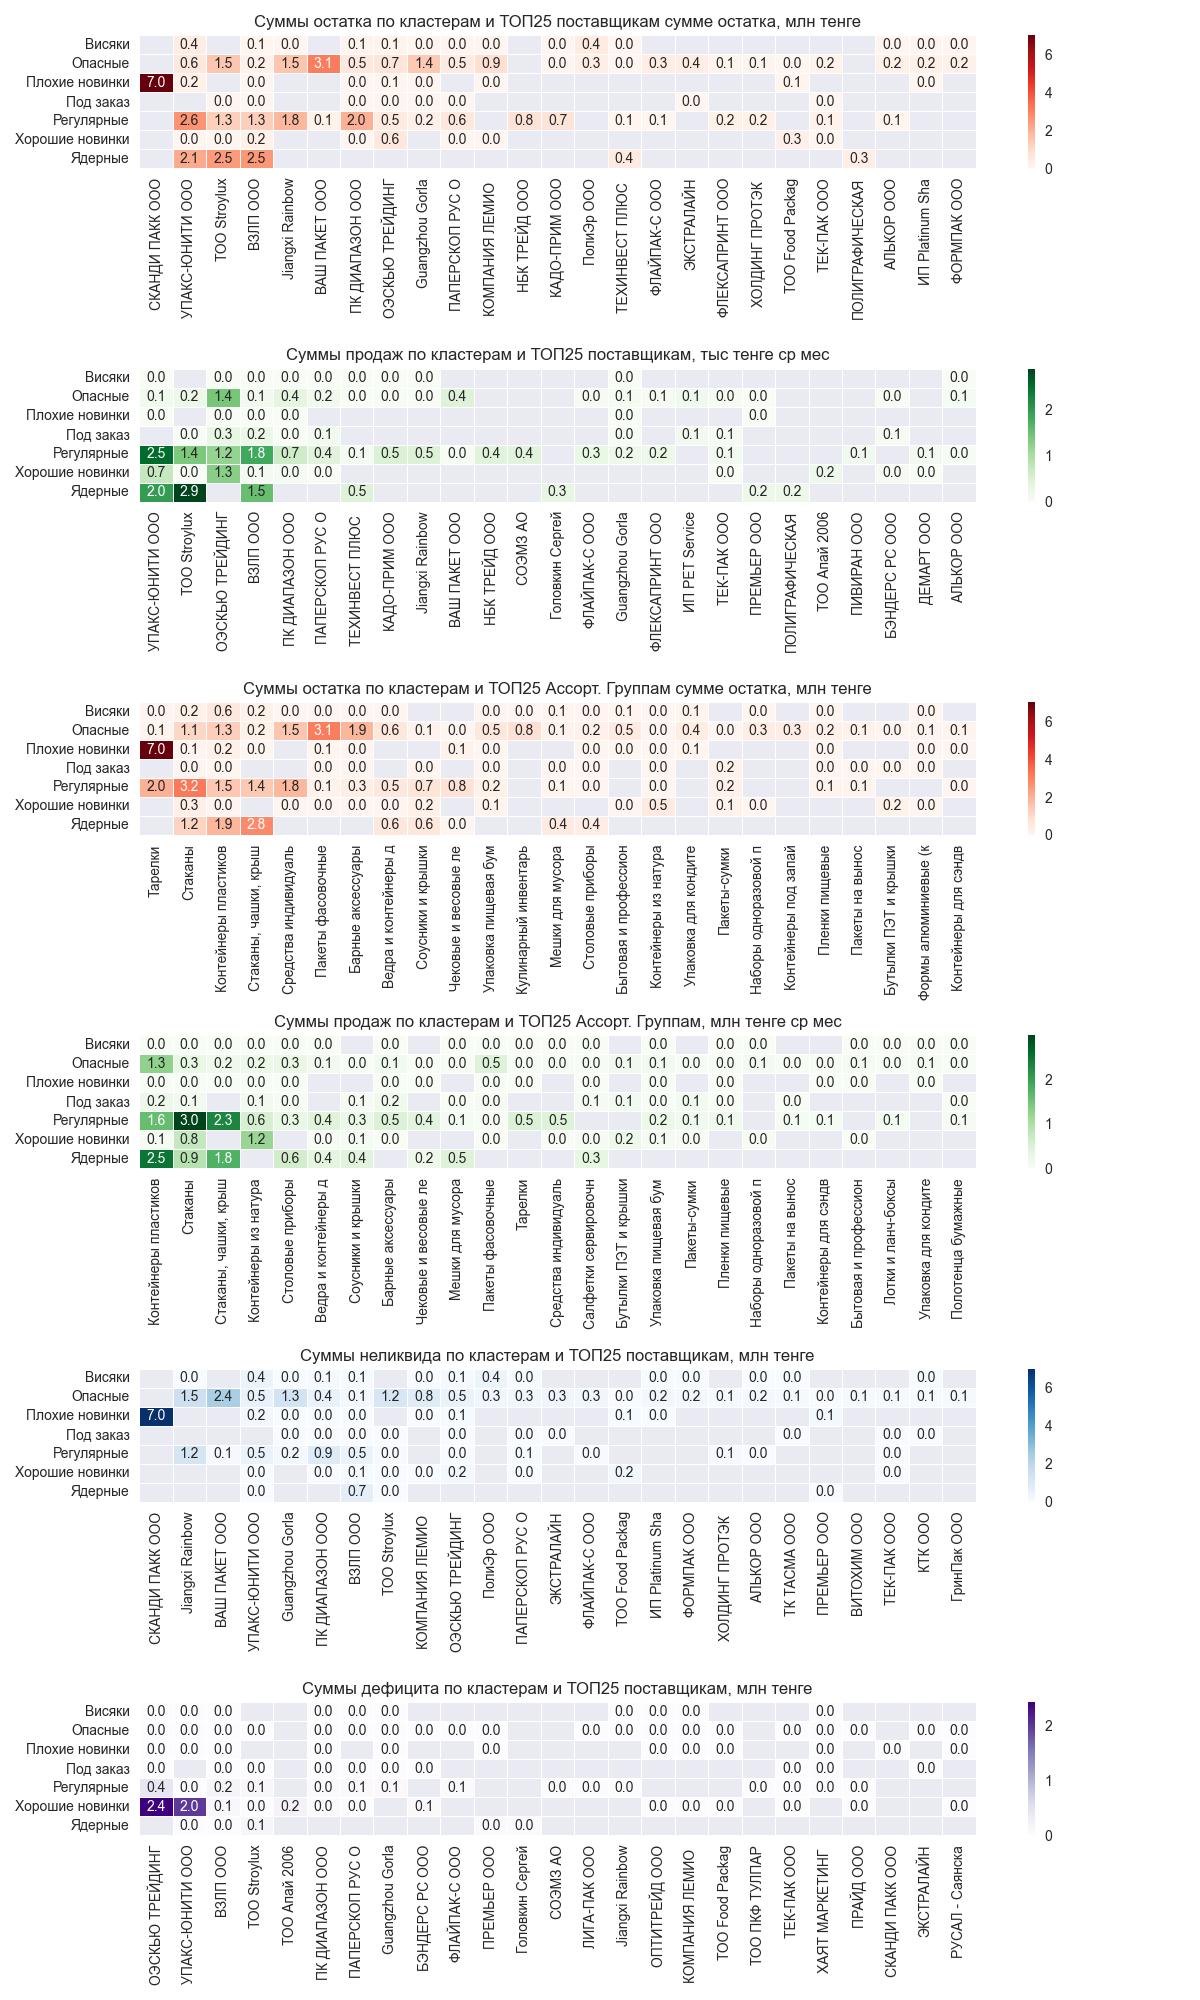 Суммы остатка по кластерам и ТОП25 поставщикам сумме остатка, млн тенге
Висяки 0.4 0.1 0.0 0.1 0.1 0.0 0.0 0.0 0.0 0.4 0.0 0.0 0.0 0.0
Опасные 0.6 1.5 0.2 1.5 3.1 0.5 0.7 1.4 0.5 0.9 0.0 0.3 0.0 0.3 0.4 0.1 0.1 0.0 0.2 0.2 0.2 0.2
Плохие новинки 7.0 0.2 0.0 0.0 0.1 0.0 0.0 0.1 0.0
Под заказ 0.0 0.0 0.0 0.0 0.0 0.0 0.0 0.0
Регулярные 2.6 1.3 1.3 1.8 0.1 2.0 0.5 0.2 0.6 0.8 0.7 0.1 0.1 0.2 0.2 0.1 0.1
Хорошие новинки 0.0 0.0 0.2 0.0 0.6 0.0 0.0 0.3 0.0
Ядерные 2.1 2.5 2.5 0.4 0.3
6
4
2
0
СКАНДИ ПАКК ООО
УПАКС-ЮНИТИ ООО
ТОО Stroylux
ВЗЛП ООО
Jiangxi Rainbow
ВАШ ПАКЕТ ООО
ПК ДИАПАЗОН ООО
ОЭСКЬЮ ТРЕЙДИНГ
Guangzhou Gorla
ПАПЕРСКОП РУС О
КОМПАНИЯ ЛЕМИО
НБК ТРЕЙД ООО
КАДО-ПРИМ ООО
ПолиЭр ООО
ТЕХИНВЕСТ ПЛЮС
ФЛАЙПАК-С ООО
ЭКСТРАЛАЙН
ФЛЕКСАПРИНТ ООО
ХОЛДИНГ ПРОТЭК
ТОО Food Packag
ТЕК-ПАК ООО
ПОЛИГРАФИЧЕСКАЯ
АЛЬКОР ООО
ИП Platinum Sha
ФОРМПАК ООО
Суммы продаж по кластерам и ТОП25 поставщикам, тыс тенге ср мес
Висяки 0.0 0.0 0.0 0.0 0.0 0.0 0.0 0.0 0.0 0.0
Опасные 0.1 0.2 1.4 0.1 0.4 0.2 0.0 0.0 0.0 0.4 0.0 0.1 0.1 0.1 0.0 0.0 0.0 0.1
Плохие новинки 0.0 0.0 0.0 0.0 0.0 0.0
Под заказ 0.0 0.3 0.2 0.0 0.1 0.0 0.1 0.1 0.1
Регулярные 2.5 1.4 1.2 1.8 0.7 0.4 0.1 0.5 0.5 0.0 0.4 0.4 0.3 0.2 0.2 0.1 0.1 0.1 0.0
Хорошие новинки 0.7 0.0 1.3 0.1 0.0 0.0 0.0 0.2 0.0 0.0
Ядерные 2.0 2.9 1.5 0.5 0.3 0.2 0.2
2
1
0
УПАКС-ЮНИТИ ООО
ТОО Stroylux
ОЭСКЬЮ ТРЕЙДИНГ
ВЗЛП ООО
ПК ДИАПАЗОН ООО
ПАПЕРСКОП РУС О
ТЕХИНВЕСТ ПЛЮС
КАДО-ПРИМ ООО
Jiangxi Rainbow
ВАШ ПАКЕТ ООО
НБК ТРЕЙД ООО
СОЭМЗ АО
Головкин Сергей
ФЛАЙПАК-С ООО
Guangzhou Gorla
ФЛЕКСАПРИНТ ООО
ИП PET Service
ТЕК-ПАК ООО
ПРЕМЬЕР ООО
ПОЛИГРАФИЧЕСКАЯ
ТОО Апай 2006
ПИВИРАН ООО
БЭНДЕРС РС ООО
ДЕМАРТ ООО
АЛЬКОР ООО
Суммы остатка по кластерам и ТОП25 Ассорт. Группам сумме остатка, млн тенге
Висяки 0.0 0.2 0.6 0.2 0.0 0.0 0.0 0.0 0.0 0.0 0.1 0.0 0.1 0.0 0.1 0.0 0.0 0.0
Опасные 0.1 1.1 1.3 0.2 1.5 3.1 1.9 0.6 0.1 0.0 0.5 0.8 0.1 0.2 0.5 0.0 0.4 0.0 0.3 0.3 0.2 0.1 0.0 0.1 0.1
Плохие новинки 7.0 0.1 0.2 0.0 0.1 0.0 0.1 0.0 0.0 0.0 0.0 0.1 0.0 0.0 0.0
Под заказ 0.0 0.0 0.0 0.0 0.0 0.0 0.0 0.0 0.0 0.2 0.0 0.0 0.0 0.0
Регулярные 2.0 3.2 1.5 1.4 1.8 0.1 0.3 0.5 0.7 0.8 0.2 0.1 0.0 0.0 0.2 0.1 0.1 0.0
Хорошие новинки 0.3 0.0 0.0 0.0 0.0 0.0 0.2 0.1 0.0 0.5 0.1 0.0 0.2 0.0
Ядерные 1.2 1.9 2.8 0.6 0.6 0.0 0.4 0.4
6
4
2
0
Тарелки
Стаканы
Контейнеры пластиков
Стаканы, чашки, крыш
Средства индивидуаль
Пакеты фасовочные
Барные аксессуары
Ведра и контейнеры д
Соусники и крышки
Чековые и весовые ле
Упаковка пищевая бум
Кулинарный инвентарь
Мешки для мусора
Столовые приборы
Бытовая и профессион
Контейнеры из натура
Упаковка для кондите
Пакеты-сумки
Наборы одноразовой п
Контейнеры под запай
Пленки пищевые
Пакеты на вынос
Бутылки ПЭТ и крышки
Формы алюминиевые (к
Контейнеры для сэндв
Суммы продаж по кластерам и ТОП25 Ассорт. Группам, млн тенге ср мес
Висяки 0.0 0.0 0.0 0.0 0.0 0.0 0.0 0.0 0.0 0.0 0.0 0.0 0.0 0.0 0.0 0.0 0.0 0.0 0.0
Опасные 1.3 0.3 0.2 0.2 0.3 0.1 0.0 0.1 0.0 0.0 0.5 0.0 0.0 0.0 0.1 0.1 0.0 0.0 0.1 0.0 0.0 0.1 0.0 0.1 0.0
Плохие новинки 0.0 0.0 0.0 0.0 0.0 0.0 0.0 0.0 0.0 0.0 0.0 0.0 0.0 0.0 0.0
Под заказ 0.2 0.1 0.1 0.0 0.1 0.2 0.0 0.0 0.0 0.1 0.1 0.0 0.1 0.0 0.0 0.0
Регулярные 1.6 3.0 2.3 0.6 0.3 0.4 0.3 0.5 0.4 0.1 0.0 0.5 0.5 0.2 0.1 0.1 0.1 0.1 0.1 0.1
Хорошие новинки 0.1 0.8 1.2 0.0 0.1 0.0 0.0 0.0 0.0 0.2 0.1 0.0 0.0 0.0
Ядерные 2.5 0.9 1.8 0.6 0.4 0.4 0.2 0.5 0.3
2
1
0
Контейнеры пластиков
Стаканы
Стаканы, чашки, крыш
Контейнеры из натура
Столовые приборы
Ведра и контейнеры д
Соусники и крышки
Барные аксессуары
Чековые и весовые ле
Мешки для мусора
Пакеты фасовочные
Тарелки
Средства индивидуаль
Салфетки сервировочн
Бутылки ПЭТ и крышки
Упаковка пищевая бум
Пакеты-сумки
Пленки пищевые
Наборы одноразовой п
Пакеты на вынос
Контейнеры для сэндв
Бытовая и профессион
Лотки и ланч-боксы
Упаковка для кондите
Полотенца бумажные
Суммы неликвида по кластерам и ТОП25 поставщикам, млн тенге
Висяки 0.0 0.4 0.0 0.1 0.1 0.0 0.1 0.4 0.0 0.0 0.0 0.0 0.0 0.0
Опасные 1.5 2.4 0.5 1.3 0.4 0.1 1.2 0.8 0.5 0.3 0.3 0.3 0.3 0.0 0.2 0.2 0.1 0.2 0.1 0.0 0.1 0.1 0.1 0.1
Плохие новинки 7.0 0.2 0.0 0.0 0.1 0.0 0.1 0.1 0.0 0.1
Под заказ 0.0 0.0 0.0 0.0 0.0 0.0 0.0 0.0 0.0 0.0
Регулярные 1.2 0.1 0.5 0.2 0.9 0.5 0.0 0.0 0.1 0.0 0.1 0.0 0.0
Хорошие новинки 0.0 0.0 0.1 0.0 0.0 0.2 0.0 0.2 0.0
Ядерные 0.0 0.7 0.0 0.0
6
4
2
0
СКАНДИ ПАКК ООО
Jiangxi Rainbow
ВАШ ПАКЕТ ООО
УПАКС-ЮНИТИ ООО
Guangzhou Gorla
ПК ДИАПАЗОН ООО
ВЗЛП ООО
ТОО Stroylux
КОМПАНИЯ ЛЕМИО
ОЭСКЬЮ ТРЕЙДИНГ
ПолиЭр ООО
ПАПЕРСКОП РУС О
ЭКСТРАЛАЙН
ФЛАЙПАК-С ООО
ТОО Food Packag
ИП Platinum Sha
ФОРМПАК ООО
ХОЛДИНГ ПРОТЭК
АЛЬКОР ООО
ТК ТАСМА ООО
ПРЕМЬЕР ООО
ВИТОХИМ ООО
ТЕК-ПАК ООО
КТК ООО
ГринПак ООО
Суммы дефицита по кластерам и ТОП25 поставщикам, млн тенге
Висяки 0.0 0.0 0.0 0.0 0.0 0.0 0.0 0.0 0.0 0.0
Опасные 0.0 0.0 0.0 0.0 0.0 0.0 0.0 0.0 0.0 0.0 0.0 0.0 0.0 0.0 0.0 0.0 0.0 0.0 0.0 0.0
Плохие новинки 0.0 0.0 0.0 0.0 0.0 0.0 0.0 0.0 0.0 0.0 0.0 0.0
Под заказ 0.0 0.0 0.0 0.0 0.0 0.0 0.0 0.0 0.0 0.0
Регулярные 0.4 0.0 0.2 0.1 0.0 0.1 0.1 0.1 0.0 0.0 0.0 0.0 0.0 0.0 0.0
Хорошие новинки 2.4 2.0 0.1 0.0 0.2 0.0 0.0 0.1 0.0 0.0 0.0 0.0 0.0 0.0
Ядерные 0.0 0.0 0.1 0.0 0.0
2
1
0
ОЭСКЬЮ ТРЕЙДИНГ
УПАКС-ЮНИТИ ООО
ВЗЛП ООО
ТОО Stroylux
ТОО Апай 2006
ПК ДИАПАЗОН ООО
ПАПЕРСКОП РУС О
Guangzhou Gorla
БЭНДЕРС РС ООО
ФЛАЙПАК-С ООО
ПРЕМЬЕР ООО
Головкин Сергей
СОЭМЗ АО
ЛИГА-ПАК ООО
Jiangxi Rainbow
ОПТИТРЕЙД ООО
КОМПАНИЯ ЛЕМИО
ТОО Food Packag
ТОО ПКФ ТУЛПАР
ТЕК-ПАК ООО
ХАЯТ МАРКЕТИНГ
ПРАЙД ООО
СКАНДИ ПАКК ООО
ЭКСТРАЛАЙН
РУСАЛ - Саянска